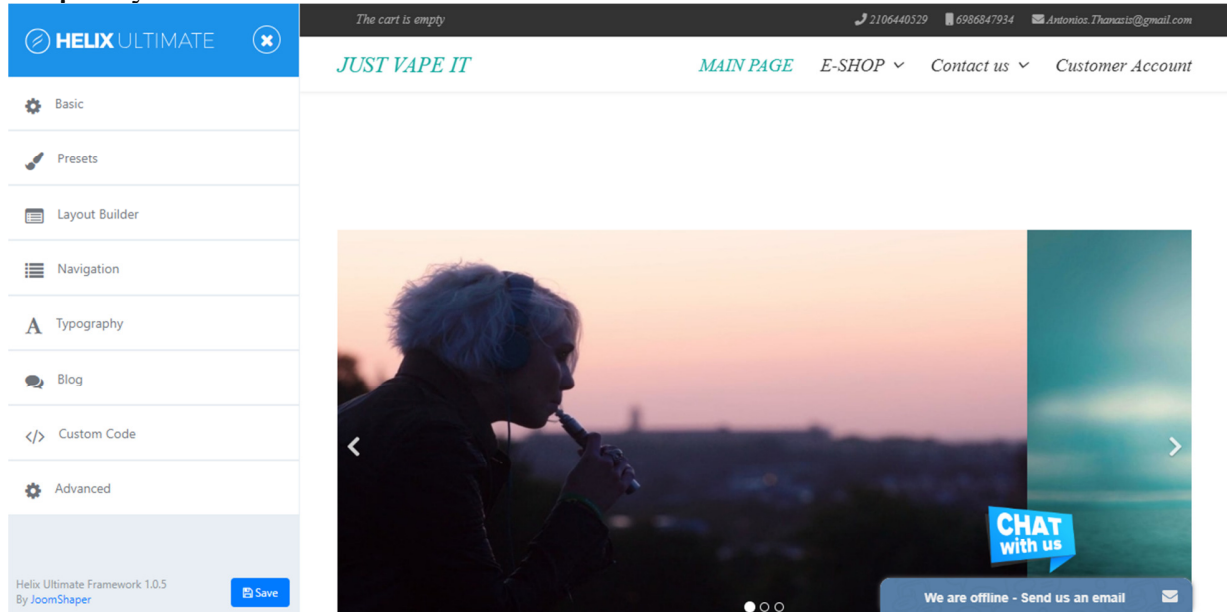 HELIX ULTIMATE
Basic
Presets
Layout Builder
Navigation
Typography
Blog
Custom Code
Advanced
Helix Ultimate Framework 1.0.5
By JoomShaper
Save
The cart is empty
2106440529 6986847934 Antonios.Thanasis@gmail.com
JUST VAPE IT MAIN PAGE E-SHOP Contact us Customer Account
CHAT
with us
We are offline - Send us an email